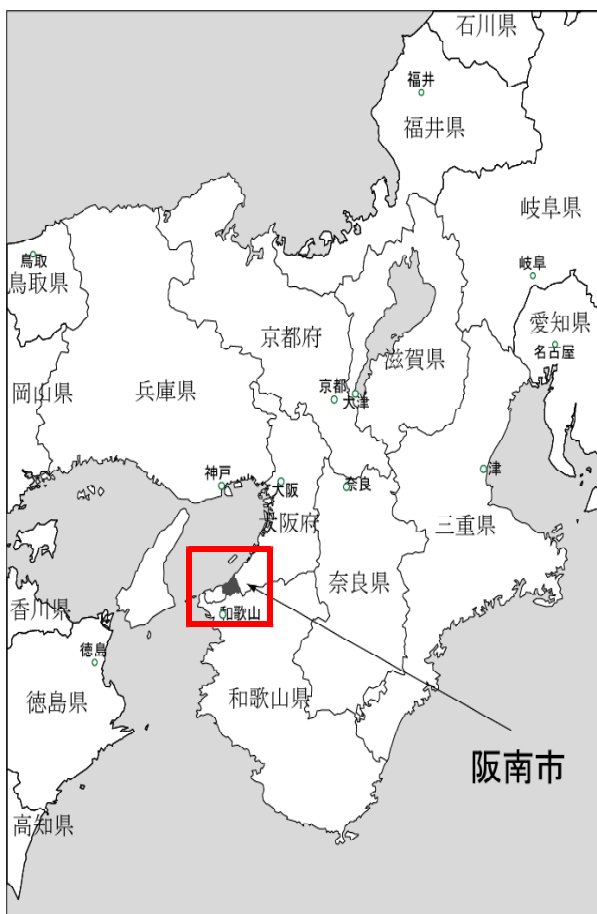 石川県
福井
福井県
岐阜県
鳥取
鳥取県
岐阜
愛知県
名古屋
京都府
滋賀県
岡山県
兵庫県
京都
大津
神戸
大阪
奈良
津
大阪府
三重県
奈良県
香川県
和歌山
徳島
徳島県
和歌山県
阪南市
高知県